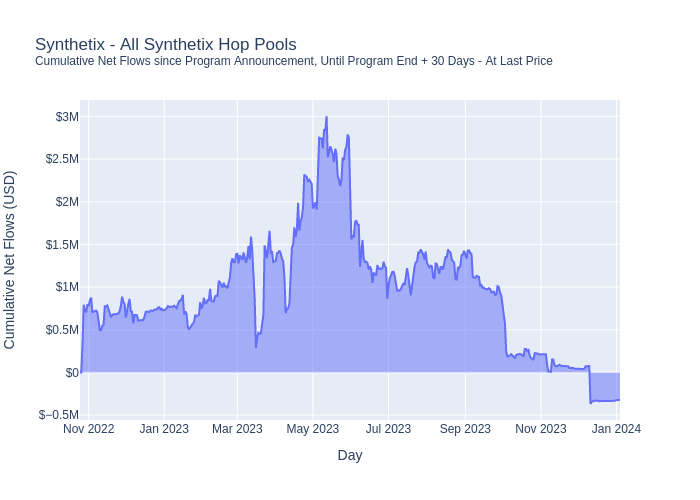 Synthetix - All Synthetix Hop Pools
Cumulative Net Flows since Program Announcement, Until Program End + 30 Days - At Last Price
Cumulative Net Flows (USD)
$3M
$2.5M
$2M
$1.5M
$1M
$0.5M
$0
$−0.5M
Nov 2022 Jan 2023 Mar 2023 May 2023 Jul 2023 Sep 2023 Nov 2023 Jan 2024
Day